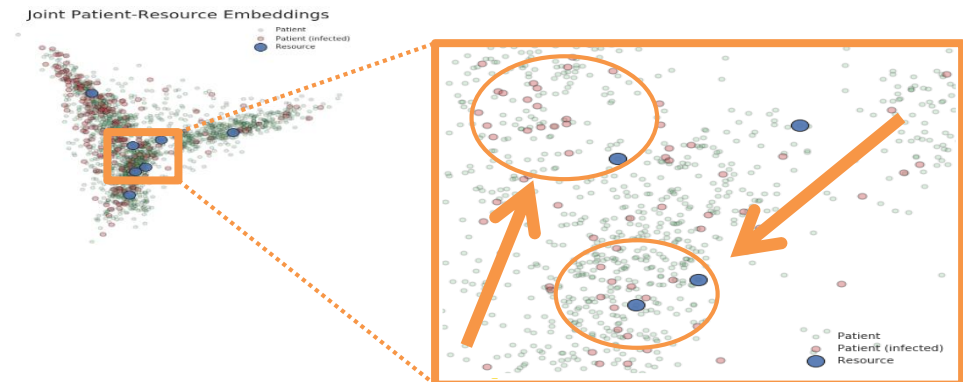 Joint Patient-Resource Embeddings
Patient
Patient (infected)
Resource
Patient
Patient (infected)
Resource